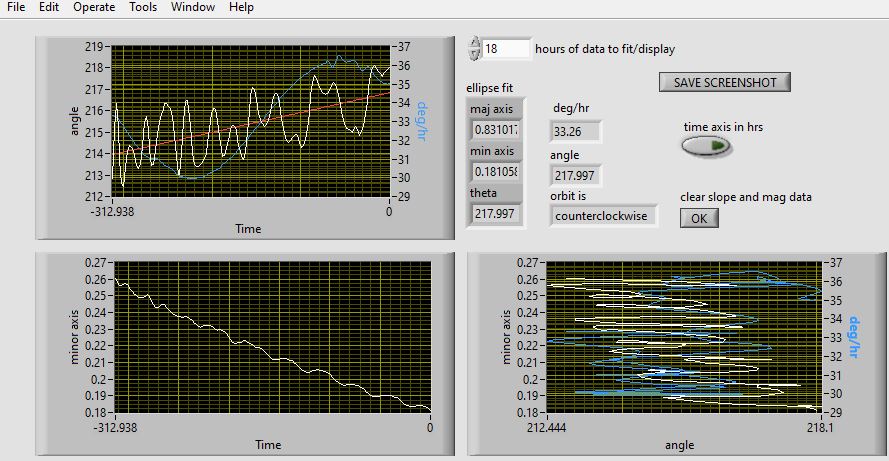 File Edit Operate Tools Window Help
219
218
217
216
215
214
213
212
angle
37
36
35
34
33
32
31
30
29
deg/hr
-312.938
0
Time
18 hours of data to fit/display
SAVE SCREENSHOT
ellipse fit
maj axis
0.831017
min axis
0.181058
theta
217.997
deg/hr
33.26
angle
217.997
orbit is
counterclockwise
time axis in hrs
clear slope and mag data
OK
0.27
0.26
0.25
0.24
0.23
0.22
0.21
0.2
0.19
0.18
minor axis
-312.938
0
Time
0.27
0.26
0.25
0.24
0.23
0.22
0.21
0.2
0.19
0.18
minor axis
37
36
35
34
33
32
31
30
29
deg/hr
212.444
218.1
angle